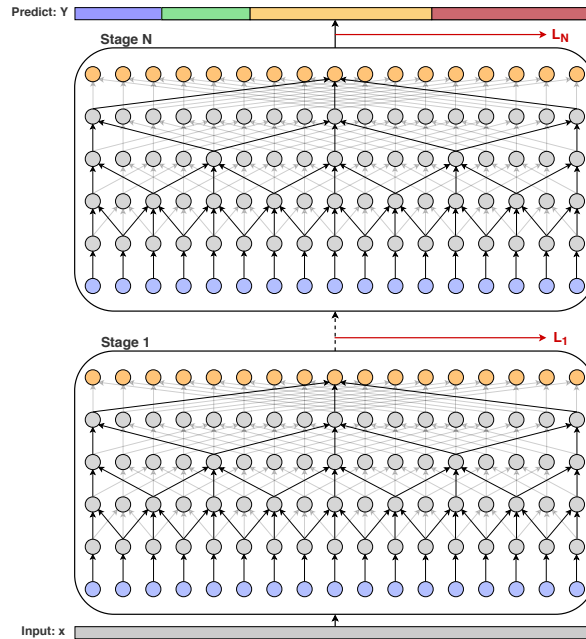 Predict: Y
L_N
Stage N
L_1
Stage 1
Input: x